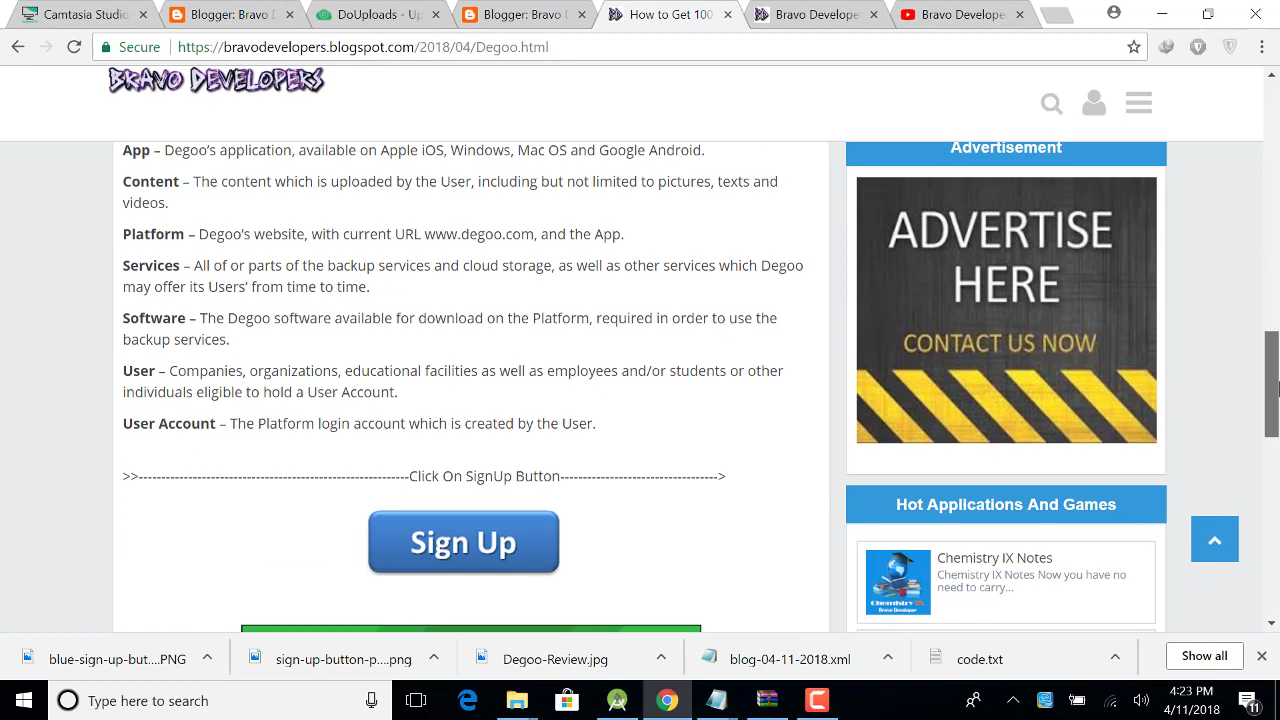 Camtasia Studio
Blogger: Bravo D
DoUploads - Up
Blogger: Bravo D
How to Get 100
Bravo Develope
Bravo Develope
Secure
https://bravodevelopers.blogspot.com/2018/04/Degoo.html
BRAVO DEVELOPERS
App – Degoo's application, available on Apple iOS, Windows, Mac OS and Google Android.
Content – The content which is uploaded by the User, including but not limited to pictures, texts and
videos.
Platform – Degoo's website, with current URL www.degoo.com, and the App.
Services – All of or parts of the backup services and cloud storage, as well as other services which Degoo
may offer its Users' from time to time.
Software – The Degoo software available for download on the Platform, required in order to use the
backup services.
User – Companies, organizations, educational facilities as well as employees and/or students or other
individuals eligible to hold a User Account.
User Account – The Platform login account which is created by the User.
>>------------------------------------------------------------Click On SignUp Button----------------------------------->
Sign Up
Advertisement
ADVERTISE
HERE
CONTACT US NOW
Hot Applications And Games
Chemistry IX Notes
Chemistry IX Notes Now you have no
need to carry...
Chemistry IX
Bravo Developer
blue-sign-up-but....PNG
sign-up-button-p....png
Degoo-Review.jpg
blog-04-11-2018.xml
code.txt
Show all
Type here to search
4:23 PM
4/11/2018
11